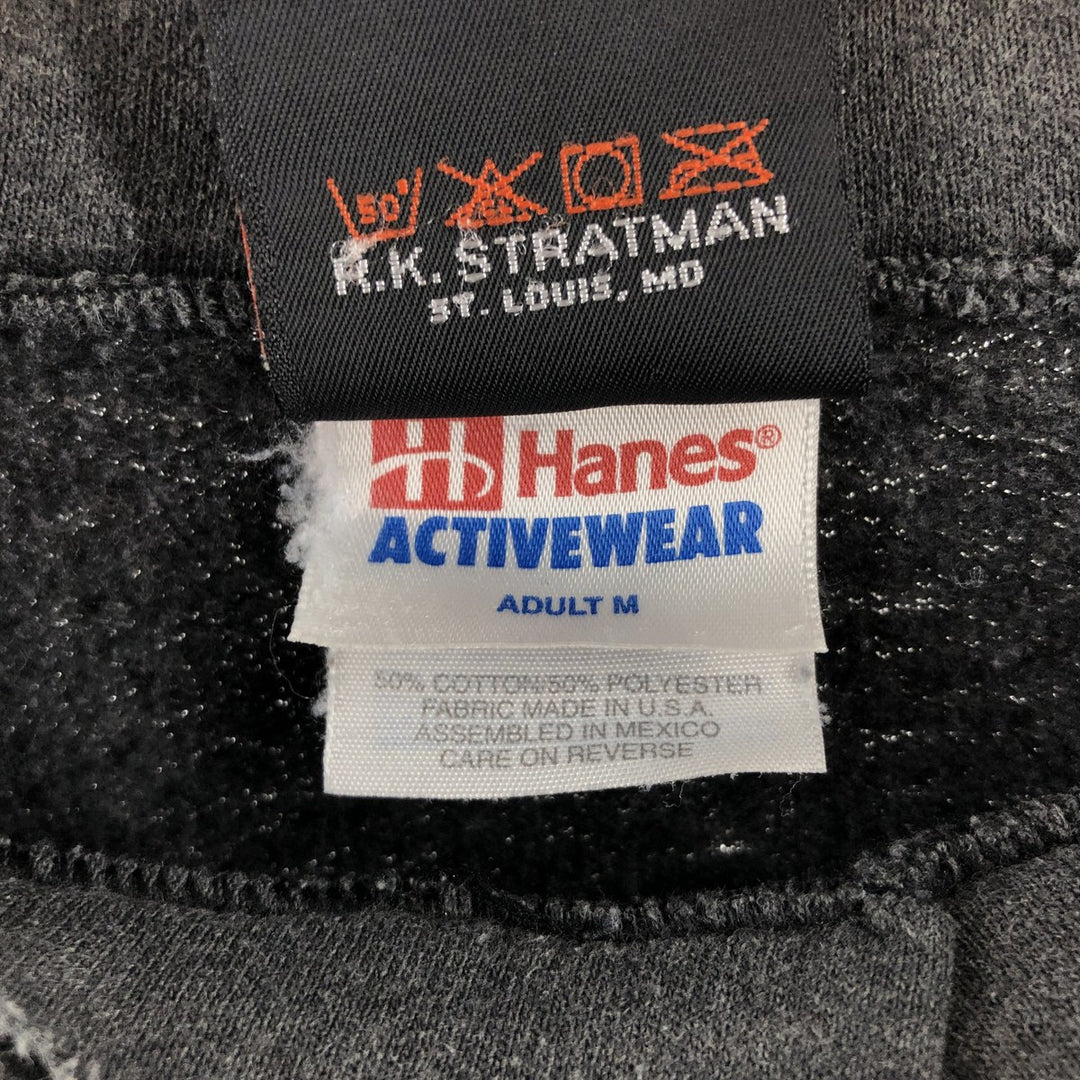 50°
R.K. STRATMAN
ST. LOUIS, MO
Hanes®
ACTIVEWEAR
ADULT M
50% COTTON/50% POLYESTER
FABRIC MADE IN U.S.A.
ASSEMBLED IN MEXICO
CARE ON REVERSE